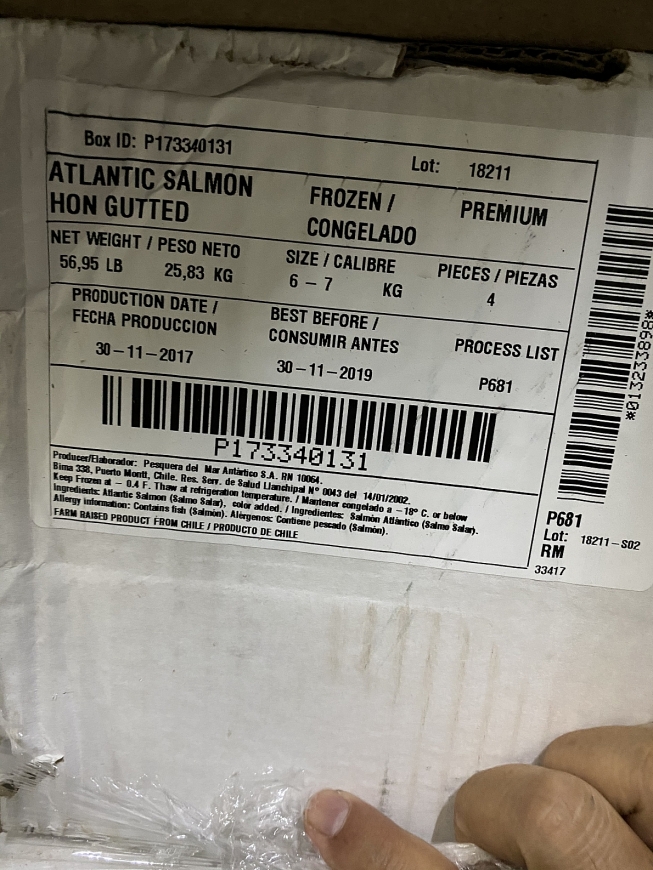 Box ID: P173340131
Lot: 18211
ATLANTIC SALMON
HON GUTTED
FROZEN /
CONGELADO
PREMIUM
NET WEIGHT / PESO NETO
56,95 LB 25,83 KG
SIZE / CALIBRE
6 - 7 KG
PIECES / PIEZAS
4
PRODUCTION DATE /
FECHA PRODUCCION
30-11-2017
BEST BEFORE /
CONSUMIR ANTES
30-11-2019
PROCESS LIST
P681
P173340131
Producer/Elaborador: Pesquera del Mar Antártico S.A. RN 10064.
Bima 338, Puerto Montt, Chile. Res. Serv. de Salud Llanchipal N° 0043 del 14/01/2002.
Keep Frozen at - 0.4 F. Thaw at refrigeration temperature. / Mantener congelado a -18° C. or below
Ingredients: Atlantic Salmon (Salmo Salar), color added. / Ingredientes: Salmón Atlántico (Salmo Salar).
Allergy information: Contains fish (Salmón). Alérgenos: Contiene pescado (Salmón).
FARM RAISED PRODUCT FROM CHILE / PRODUCTO DE CHILE
*013233898*
P681
Lot: 18211-S02
RM
33417